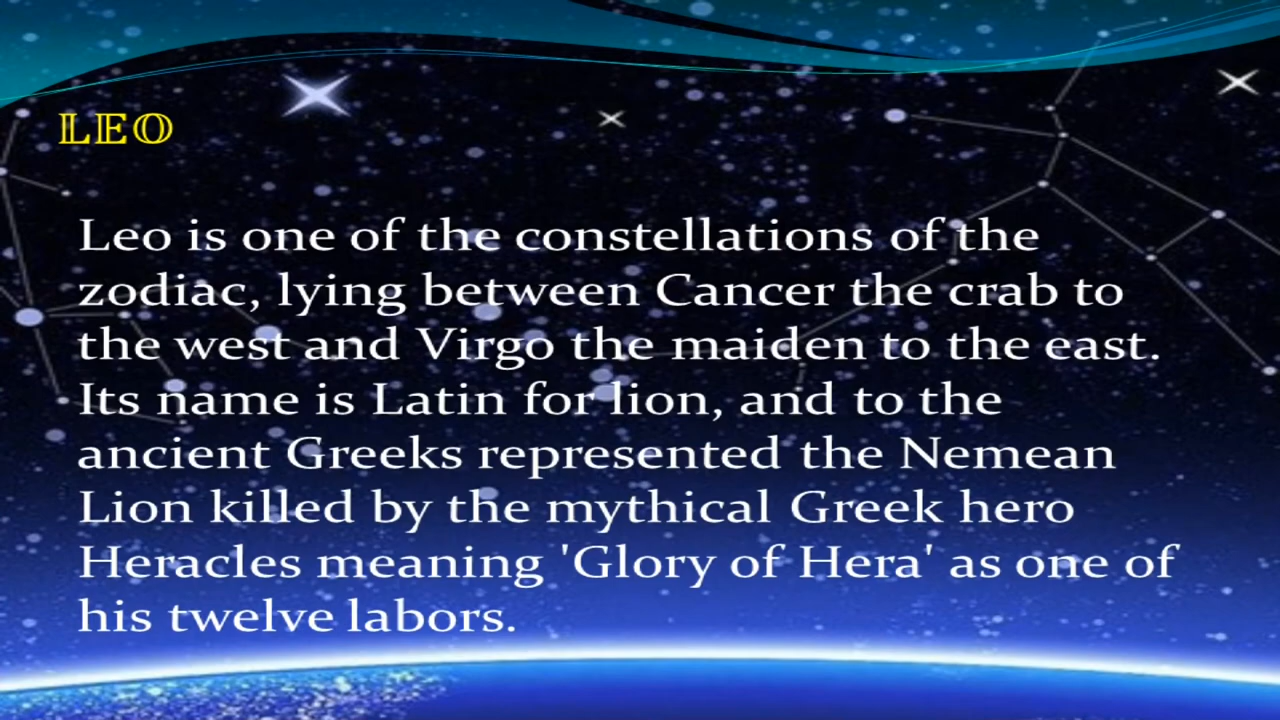 LEO
Leo is one of the constellations of the
zodiac, lying between Cancer the crab to
the west and Virgo the maiden to the east.
Its name is Latin for lion, and to the
ancient Greeks represented the Nemean
Lion killed by the mythical Greek hero
Heracles meaning 'Glory of Hera' as one of
his twelve labors.